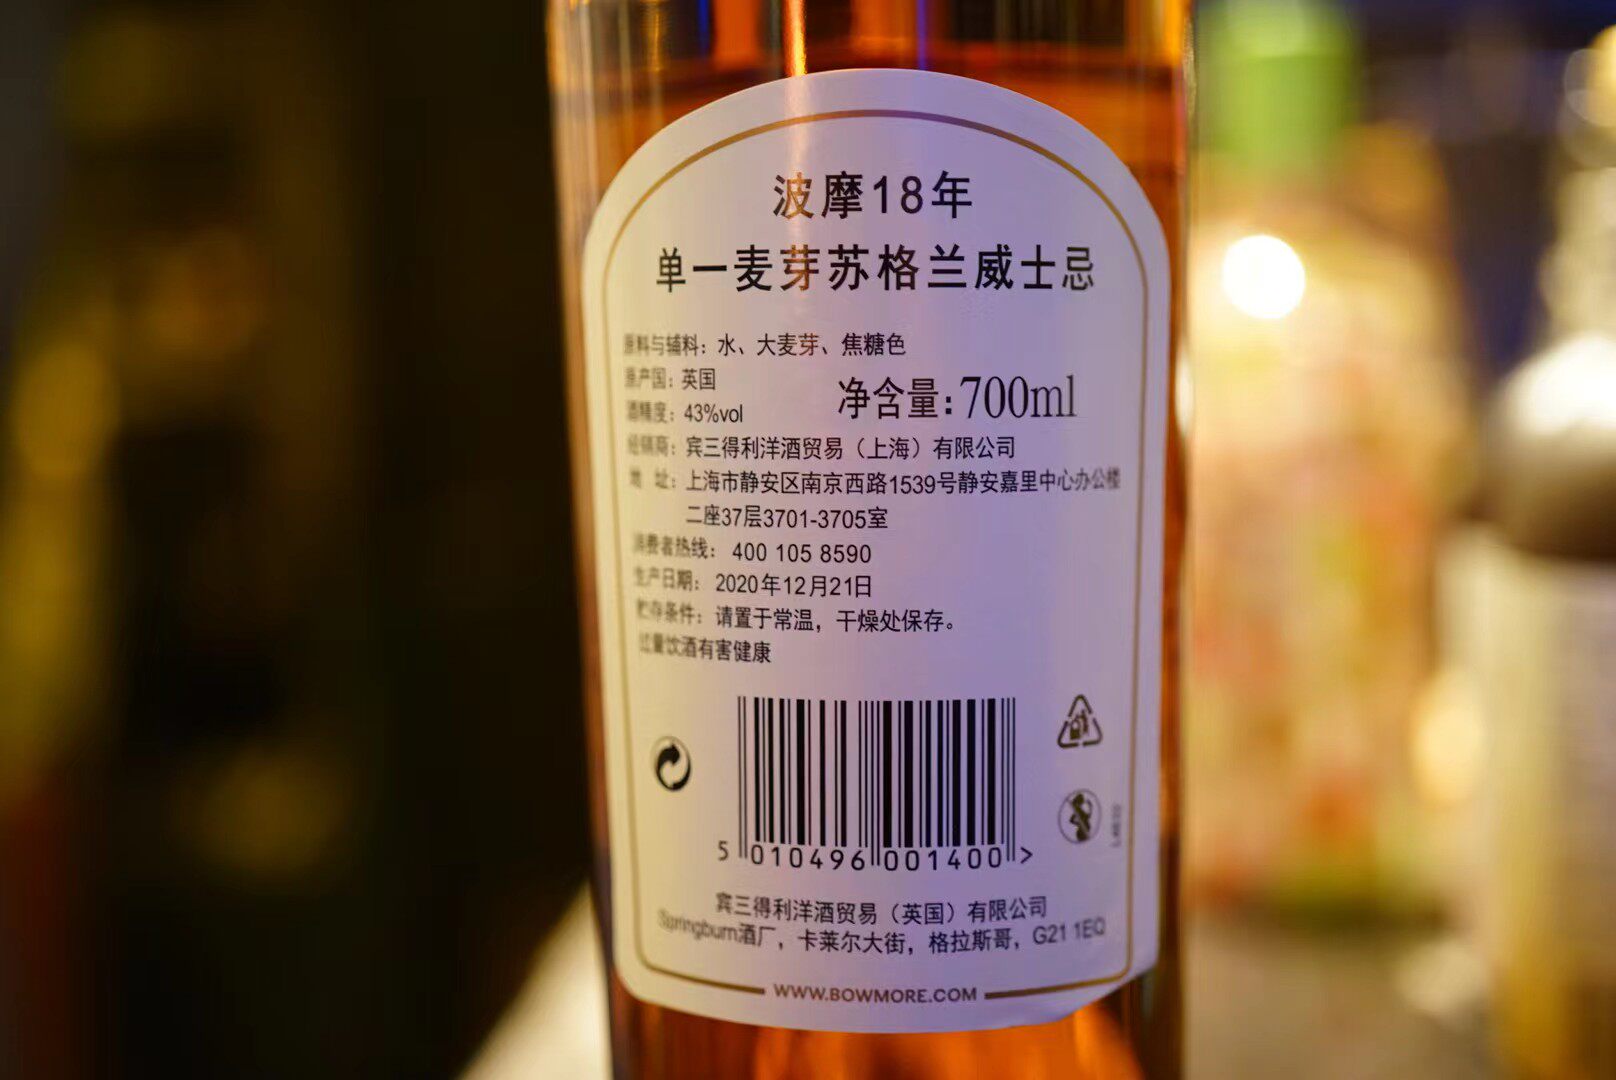 波摩18年
单一麦芽苏格兰威士忌
原料与辅料：水、大麦芽、焦糖色
原产国：英国
净含量：700ml
酒精度：43%vol
经销商：宾三得利洋酒贸易（上海）有限公司
地 址：上海市静安区南京西路1539号静安嘉里中心办公楼
二座37层3701-3705室
消费者热线：400 105 8590
生产日期：2020年12月21日
贮存条件：请置于常温，干燥处保存。
过量饮酒有害健康
5 010496 001400 >
宾三得利洋酒贸易（英国）有限公司
Springburn酒厂，卡莱尔大街，格拉斯哥，G21 1EQ
WWW.BOWMORE.COM